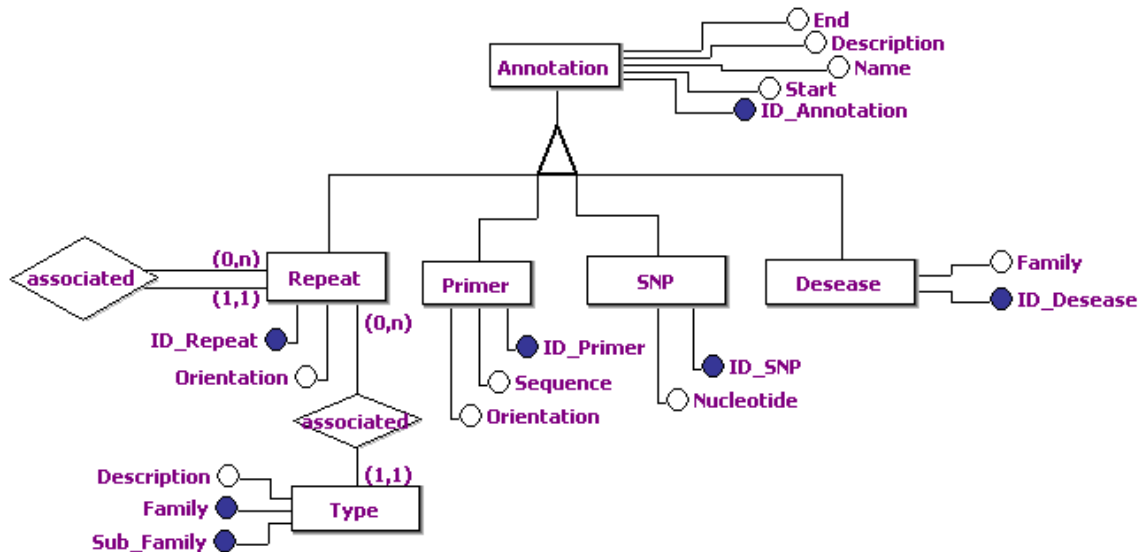 End
Description
Annotation
Name
Start
ID_Annotation
(0,n)
associated
Repeat
(1,1)
Primer
SNP
Desease
Family
ID_Desease
(0,n)
ID_Repeat
ID_Primer
ID_SNP
Orientation
Sequence
Nucleotide
Orientation
associated
Description
(1,1)
Family
Type
Sub_Family